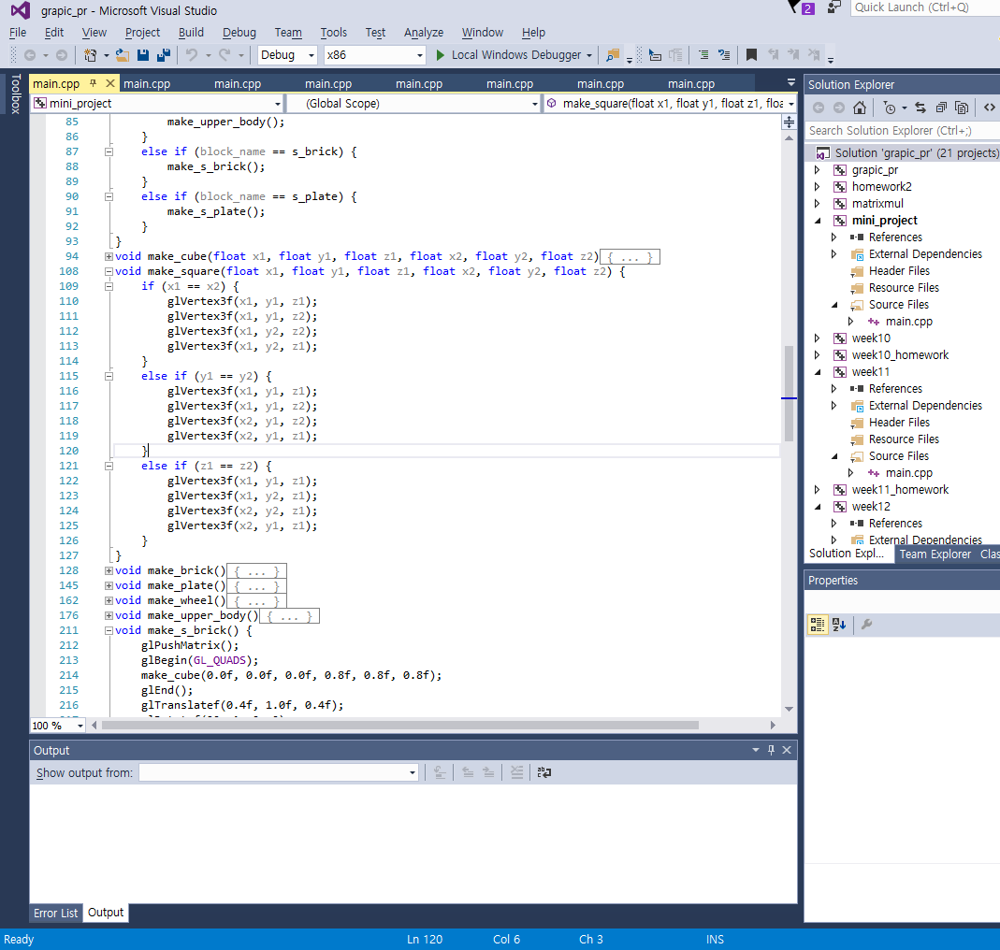 grapic_pr - Microsoft Visual Studio
2
Quick Launch (Ctrl+Q)
File Edit View Project Build Debug Team Tools Test Analyze Window Help
Debug x86 Local Windows Debugger
Toolbox
main.cpp main.cpp main.cpp main.cpp main.cpp main.cpp main.cpp main.cpp
mini_project (Global Scope) make_square(float x1, float y1, float z1, floa
85 make_upper_body();
86 }
87 else if (block_name == s_brick) {
88 make_s_brick();
89 }
90 else if (block_name == s_plate) {
91 make_s_plate();
92 }
93 }
94 void make_cube(float x1, float y1, float z1, float x2, float y2, float z2){ ... }
108 void make_square(float x1, float y1, float z1, float x2, float y2, float z2) {
109 if (x1 == x2) {
110 glVertex3f(x1, y1, z1);
111 glVertex3f(x1, y1, z2);
112 glVertex3f(x1, y2, z2);
113 glVertex3f(x1, y2, z1);
114 }
115 else if (y1 == y2) {
116 glVertex3f(x1, y1, z1);
117 glVertex3f(x1, y1, z2);
118 glVertex3f(x2, y1, z2);
119 glVertex3f(x2, y1, z1);
120 }
121 else if (z1 == z2) {
122 glVertex3f(x1, y1, z1);
123 glVertex3f(x1, y2, z1);
124 glVertex3f(x2, y2, z1);
125 glVertex3f(x2, y1, z1);
126 }
127 }
128 void make_brick(){ ... }
145 void make_plate(){ ... }
162 void make_wheel(){ ... }
176 void make_upper_body(){ ... }
211 void make_s_brick() {
212 glPushMatrix();
213 glBegin(GL_QUADS);
214 make_cube(0.0f, 0.0f, 0.0f, 0.8f, 0.8f, 0.8f);
215 glEnd();
216 glTranslatef(0.4f, 1.0f, 0.4f);
100 %
Output
Show output from:
Error List Output
Solution Explorer
Search Solution Explorer (Ctrl+;)
Solution 'grapic_pr' (21 projects)
grapic_pr
homework2
matrixmul
mini_project
References
External Dependencies
Header Files
Resource Files
Source Files
main.cpp
week10
week10_homework
week11
References
External Dependencies
Header Files
Resource Files
Source Files
main.cpp
week11_homework
week12
References
External Dependencies
Solution Expl... Team Explorer Clas
Properties
Ready Ln 120 Col 6 Ch 3 INS